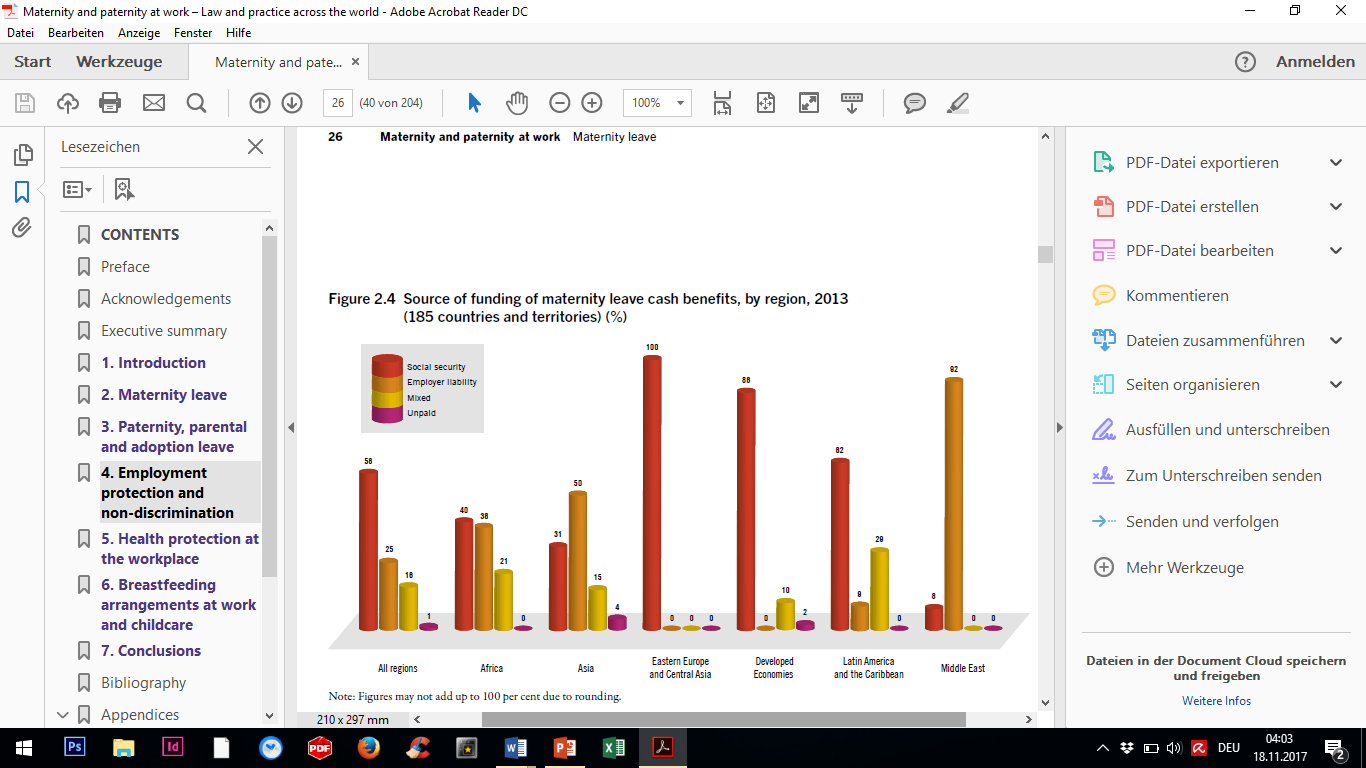 Maternity and paternity at work – Law and practice across the world - Adobe Acrobat Reader DC
Datei Bearbeiten Anzeige Fenster Hilfe
Start Werkzeuge Maternity and pate... × Anmelden
26 (40 von 204) 100%
Lesezeichen
CONTENTS
Preface
Acknowledgements
Executive summary
1. Introduction
2. Maternity leave
3. Paternity, parental
and adoption leave
4. Employment
protection and
non-discrimination
5. Health protection at
the workplace
6. Breastfeeding
arrangements at work
and childcare
7. Conclusions
Bibliography
Appendices
26 Maternity and paternity at work Maternity leave
Figure 2.4 Source of funding of maternity leave cash benefits, by region, 2013
(185 countries and territories) (%)
Social security
Employer liability
Mixed
Unpaid
58 25 16 1
40 38 21 0
31 50 15 4
100 0 0 0
88 0 10 2
62 9 29 0
8 92 0 0
All regions
Africa
Asia
Eastern Europe
and Central Asia
Developed
Economies
Latin America
and the Caribbean
Middle East
Note: Figures may not add up to 100 per cent due to rounding.
210 x 297 mm
PDF-Datei exportieren
PDF-Datei erstellen
PDF-Datei bearbeiten
Kommentieren
Dateien zusammenführen
Seiten organisieren
Ausfüllen und unterschreiben
Zum Unterschreiben senden
Senden und verfolgen
Mehr Werkzeuge
Dateien in der Document Cloud speichern
und freigeben
Weitere Infos
Ps Id PDF W P X DEU
04:03
18.11.2017
2